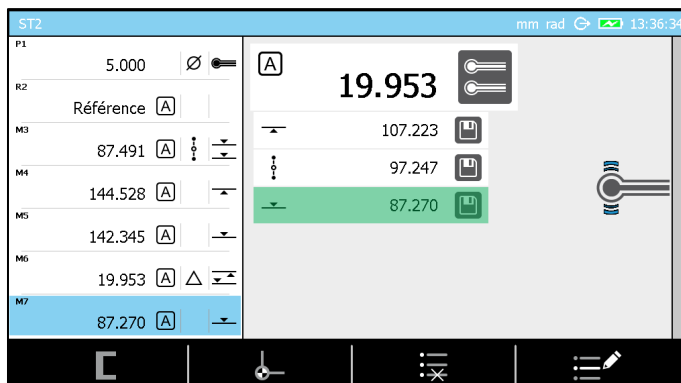 ST2
mm rad 13:36:34
P1
5.000
R2
Référence A
M3
87.491 A
M4
144.528 A
M5
142.345 A
M6
19.953 A
M7
87.270 A
A
19.953
107.223
97.247
87.270